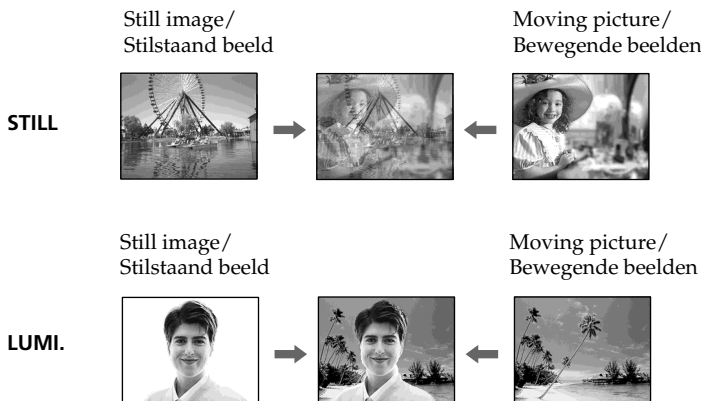 Still image/
Stilstaand beeld
Moving picture/
Bewegende beelden
STILL
Still image/
Stilstaand beeld
Moving picture/
Bewegende beelden
LUMI.